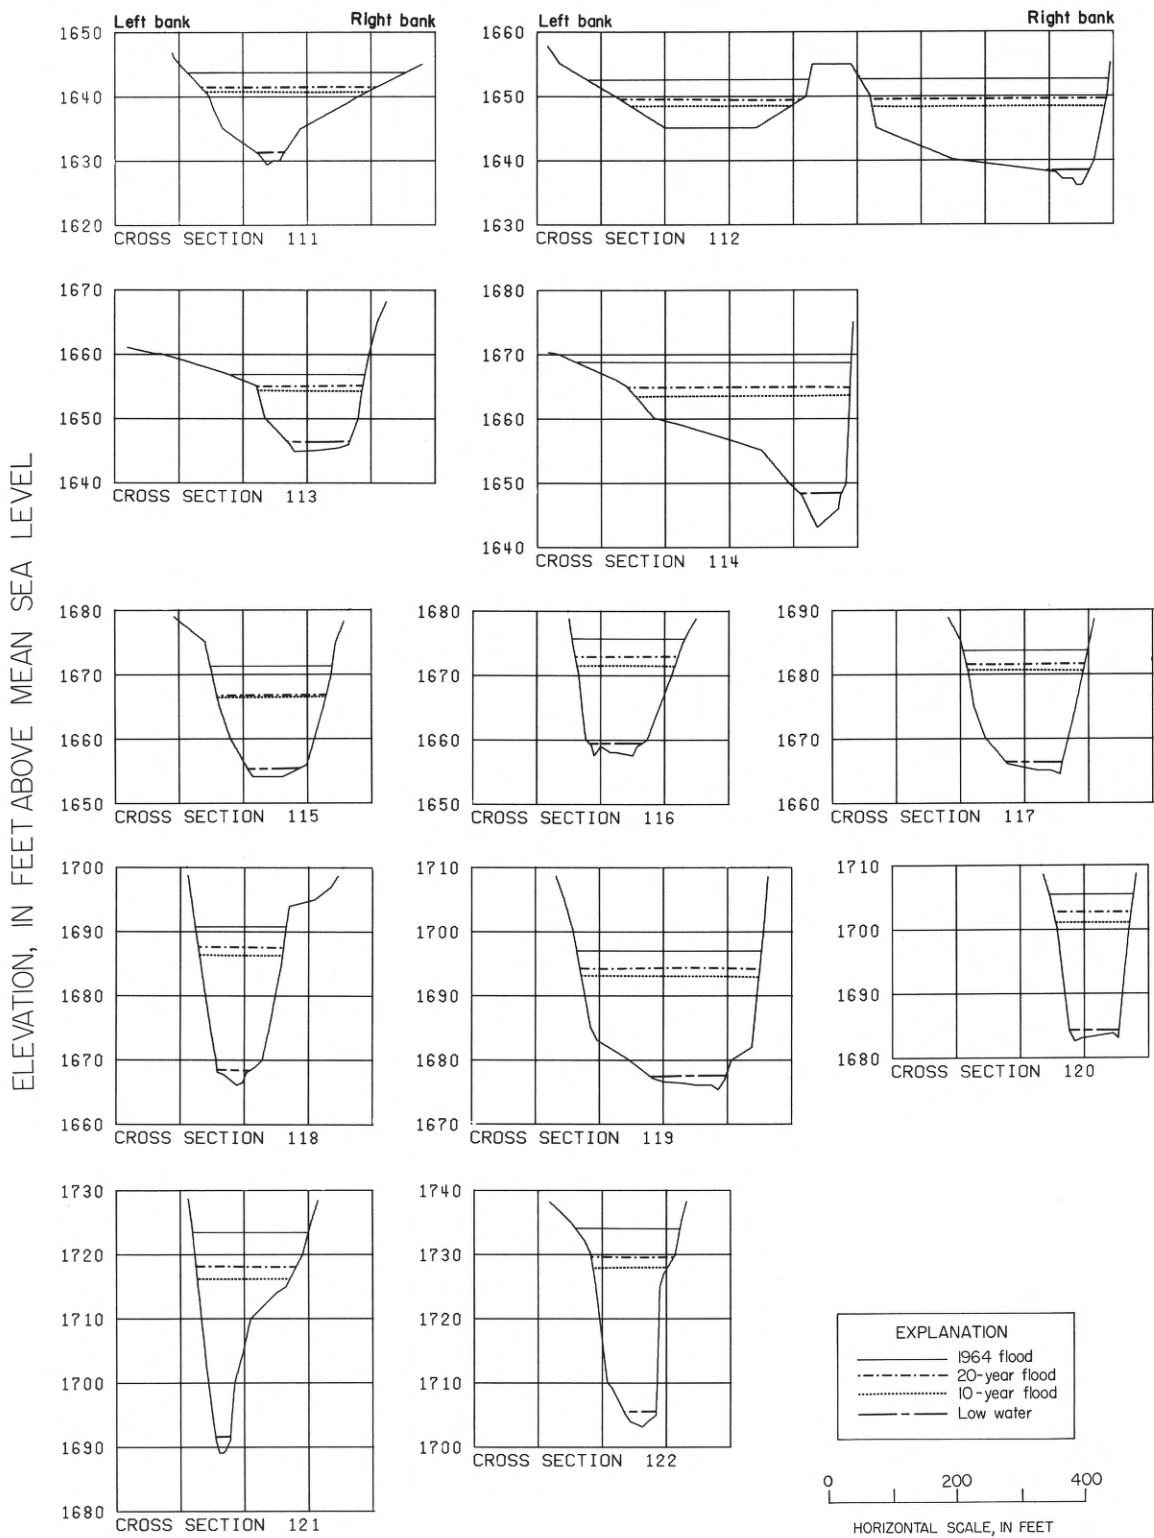 ELEVATION, IN FEET ABOVE MEAN SEA LEVEL
Left bank Right bank
1650
1640
1630
1620
CROSS SECTION 111
Left bank Right bank
1660
1650
1640
1630
CROSS SECTION 112
1670
1660
1650
1640
CROSS SECTION 113
1680
1670
1660
1650
1640
CROSS SECTION 114
1680
1670
1660
1650
CROSS SECTION 115
1680
1670
1660
1650
CROSS SECTION 116
1690
1680
1670
1660
CROSS SECTION 117
1700
1690
1680
1670
1660
CROSS SECTION 118
1710
1700
1690
1680
1670
CROSS SECTION 119
1710
1700
1690
1680
CROSS SECTION 120
1730
1720
1710
1700
1690
1680
CROSS SECTION 121
1740
1730
1720
1710
1700
CROSS SECTION 122
EXPLANATION
1964 flood
20-year flood
10-year flood
Low water
0 200 400
HORIZONTAL SCALE, IN FEET